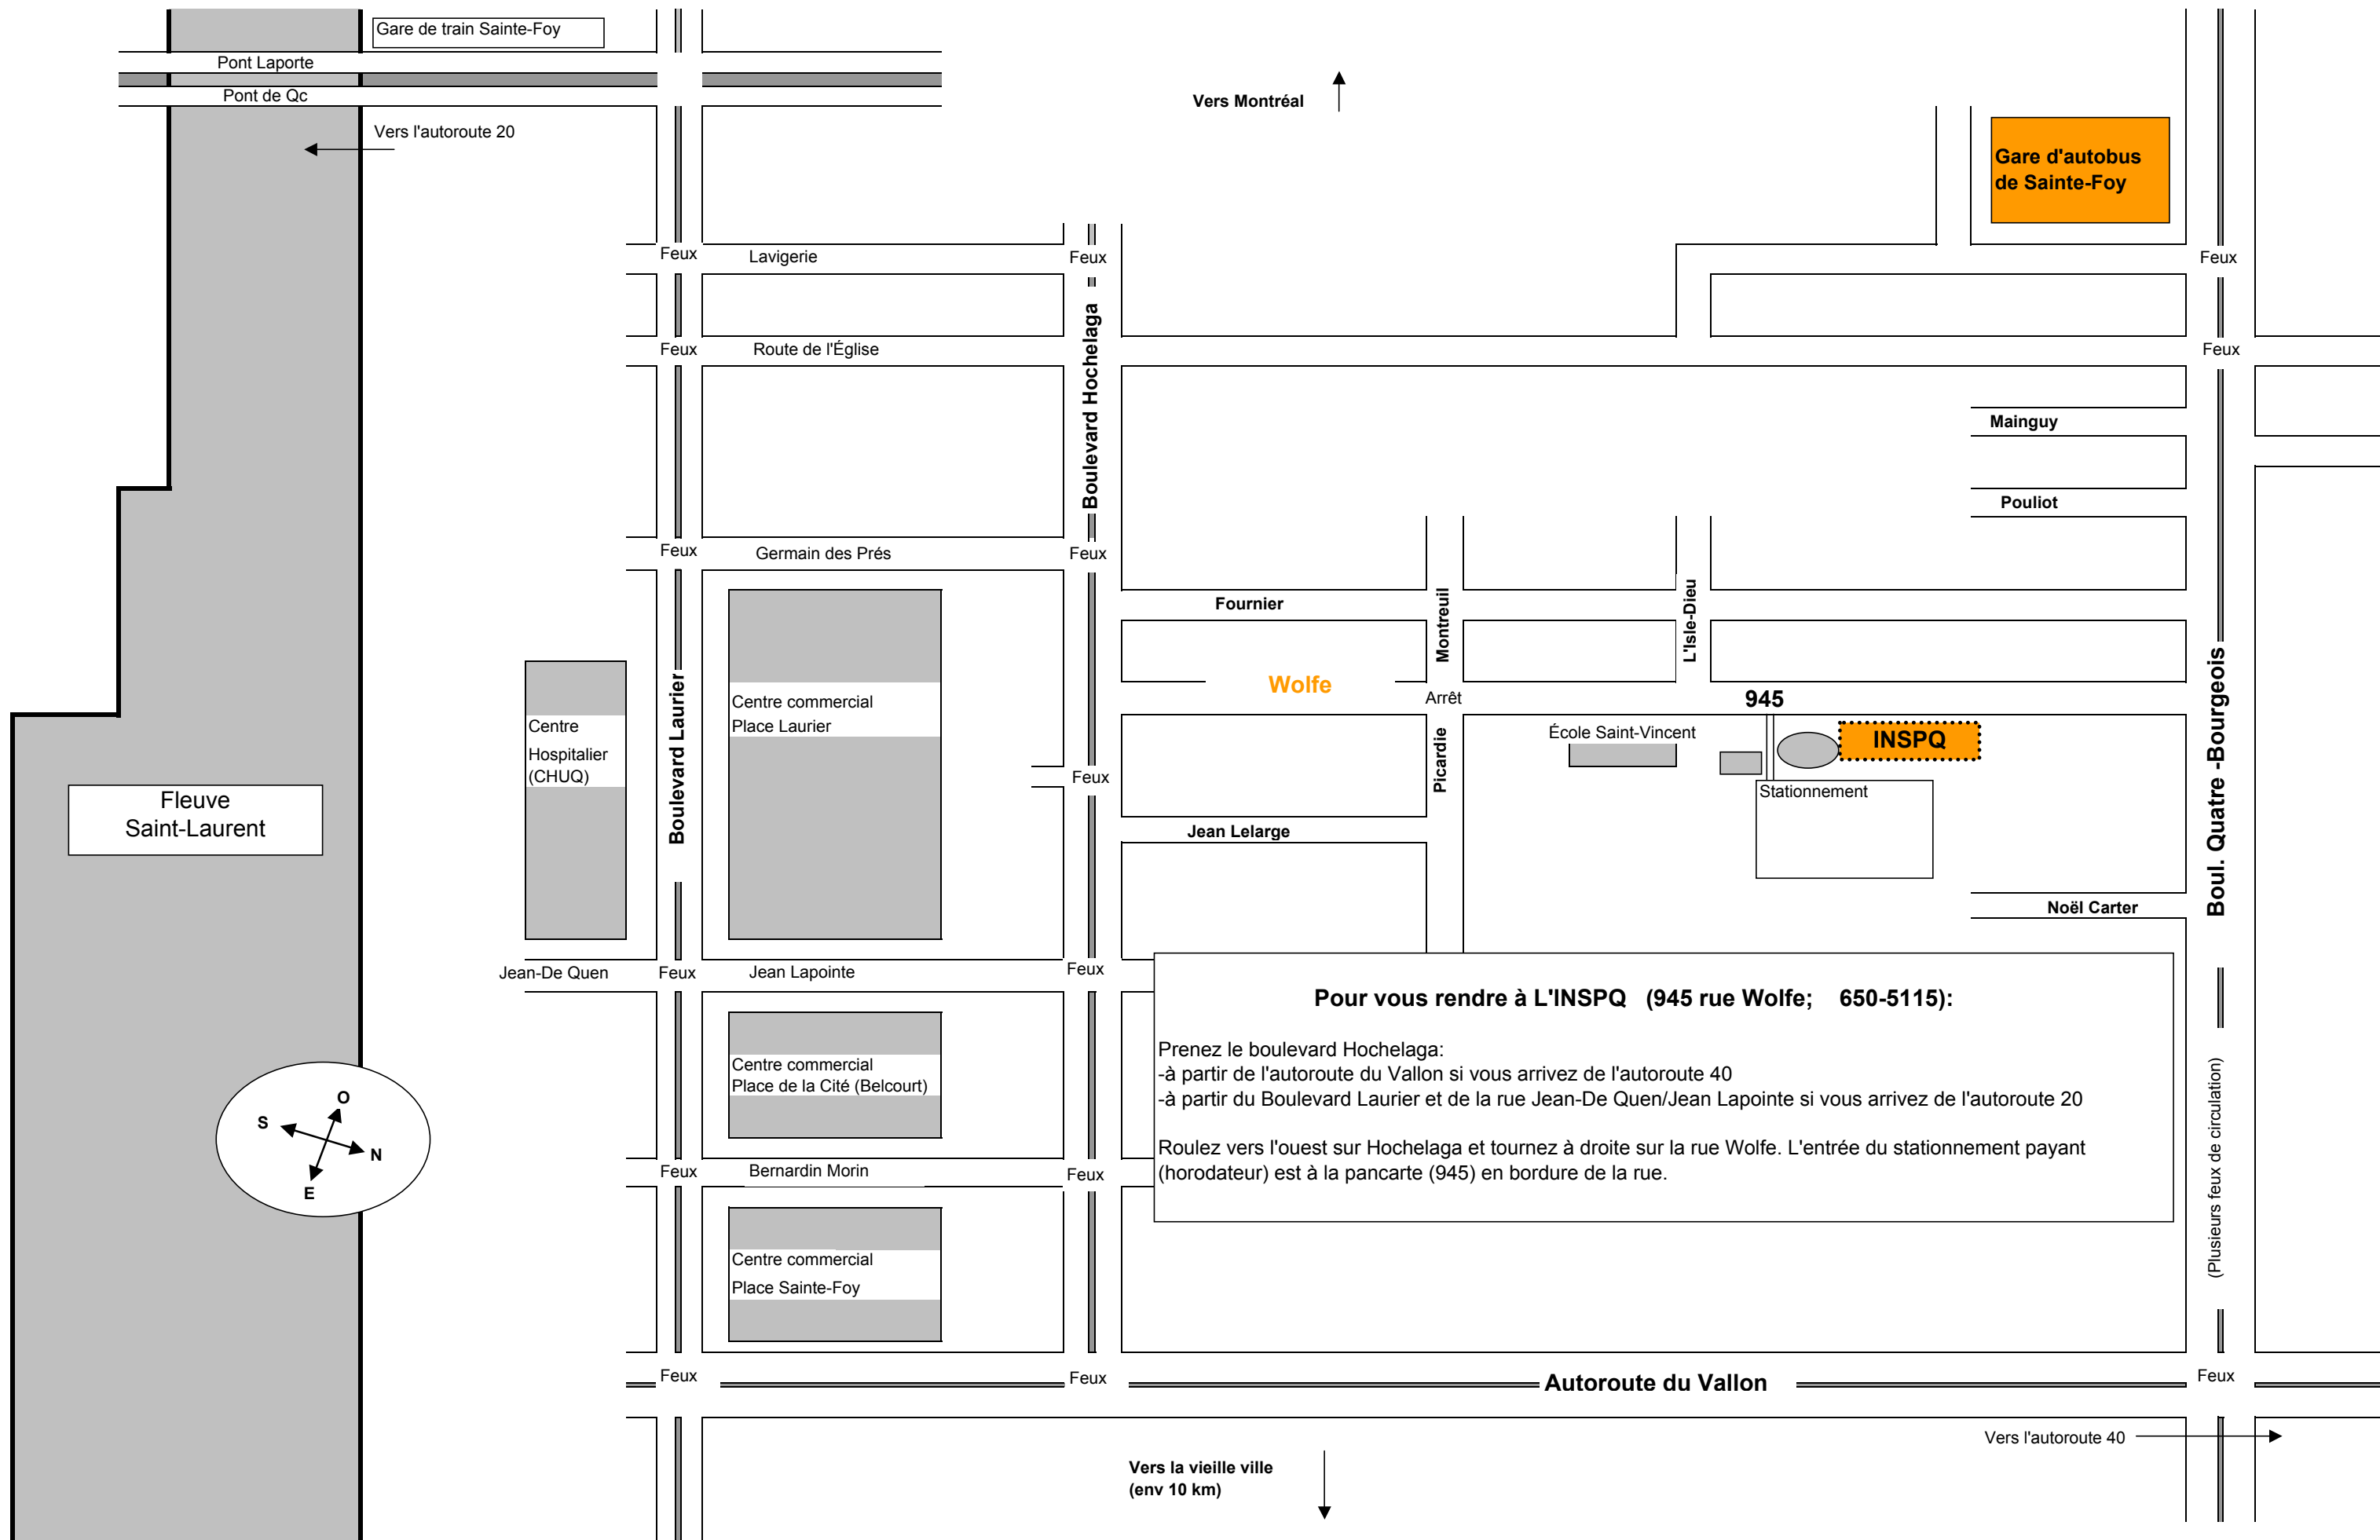 Gare de train Sainte-Foy
Pont Laporte
Pont de Qc
Vers l'autoroute 20
Vers Montréal
Gare d'autobus
de Sainte-Foy
Feux
Lavigerie
Feux
Feux
Feux
Route de l'Église
Boulevard Hochelaga
Feux
Mainguy
Pouliot
Feux
Germain des Prés
Feux
Fournier
Montreuil
L'Isle-Dieu
Wolfe
Arrêt
945
Boulevard Laurier
Centre commercial
Place Laurier
Centre
Hospitalier
(CHUQ)
École Saint-Vincent
INSPQ
Boul. Quatre -Bourgeois
Picardie
Feux
Stationnement
Fleuve
Saint-Laurent
Jean Lelarge
Noël Carter
Jean-De Quen
Feux
Jean Lapointe
Feux
Pour vous rendre à L'INSPQ (945 rue Wolfe; 650-5115):
Prenez le boulevard Hochelaga:
-à partir de l'autoroute du Vallon si vous arrivez de l'autoroute 40
-à partir du Boulevard Laurier et de la rue Jean-De Quen/Jean Lapointe si vous arrivez de l'autoroute 20
Roulez vers l'ouest sur Hochelaga et tournez à droite sur la rue Wolfe. L'entrée du stationnement payant
(horodateur) est à la pancarte (945) en bordure de la rue.
Centre commercial
Place de la Cité (Belcourt)
(Plusieurs feux de circulation)
O
S
N
E
Feux
Bernardin Morin
Feux
Centre commercial
Place Sainte-Foy
Feux
Feux
Autoroute du Vallon
Feux
Vers l'autoroute 40
Vers la vieille ville
(env 10 km)